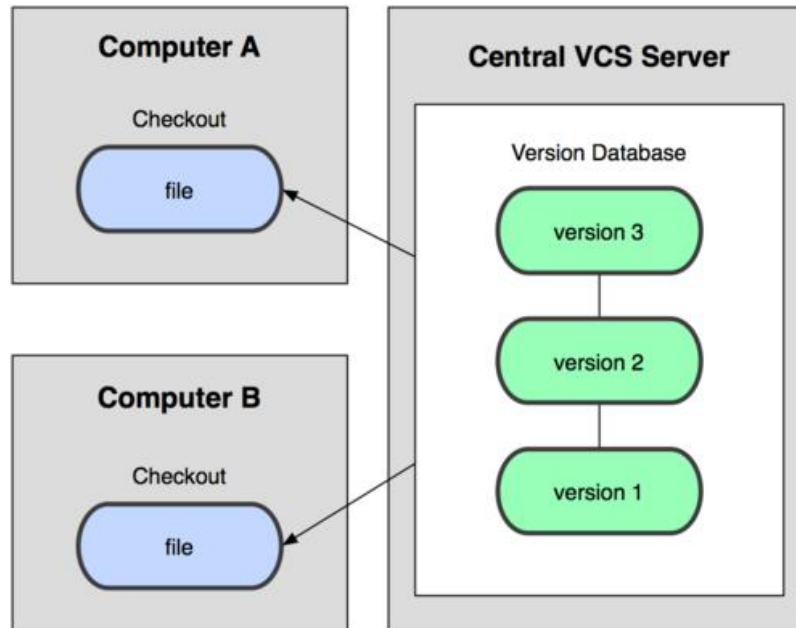 Computer A
Checkout
file
Computer B
Checkout
file
Central VCS Server
Version Database
version 3
version 2
version 1